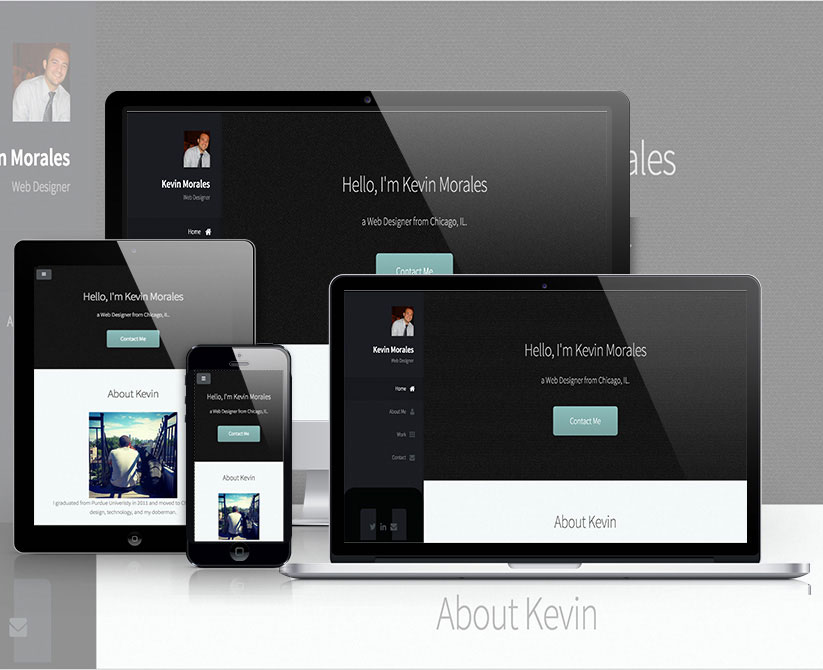 n Morales
Web Designer
ales
A
About Kevin
Kevin Morales
Web Designer
Home
Hello, I'm Kevin Morales
a Web Designer from Chicago, IL.
Contact Me
Hello, I'm Kevin Morales
a Web Designer from Chicago, IL.
Contact Me
About Kevin
I graduated from Purdue University in 2011 and moved to C
design, technology, and my doberman.
Hello, I'm Kevin Morales
a Web Designer from Chicago, IL.
Contact Me
About Kevin
Kevin Morales
Web Designer
Home
About Me
Work
Contact
in
Hello, I'm Kevin Morales
a Web Designer from Chicago, IL.
Contact Me
About Kevin